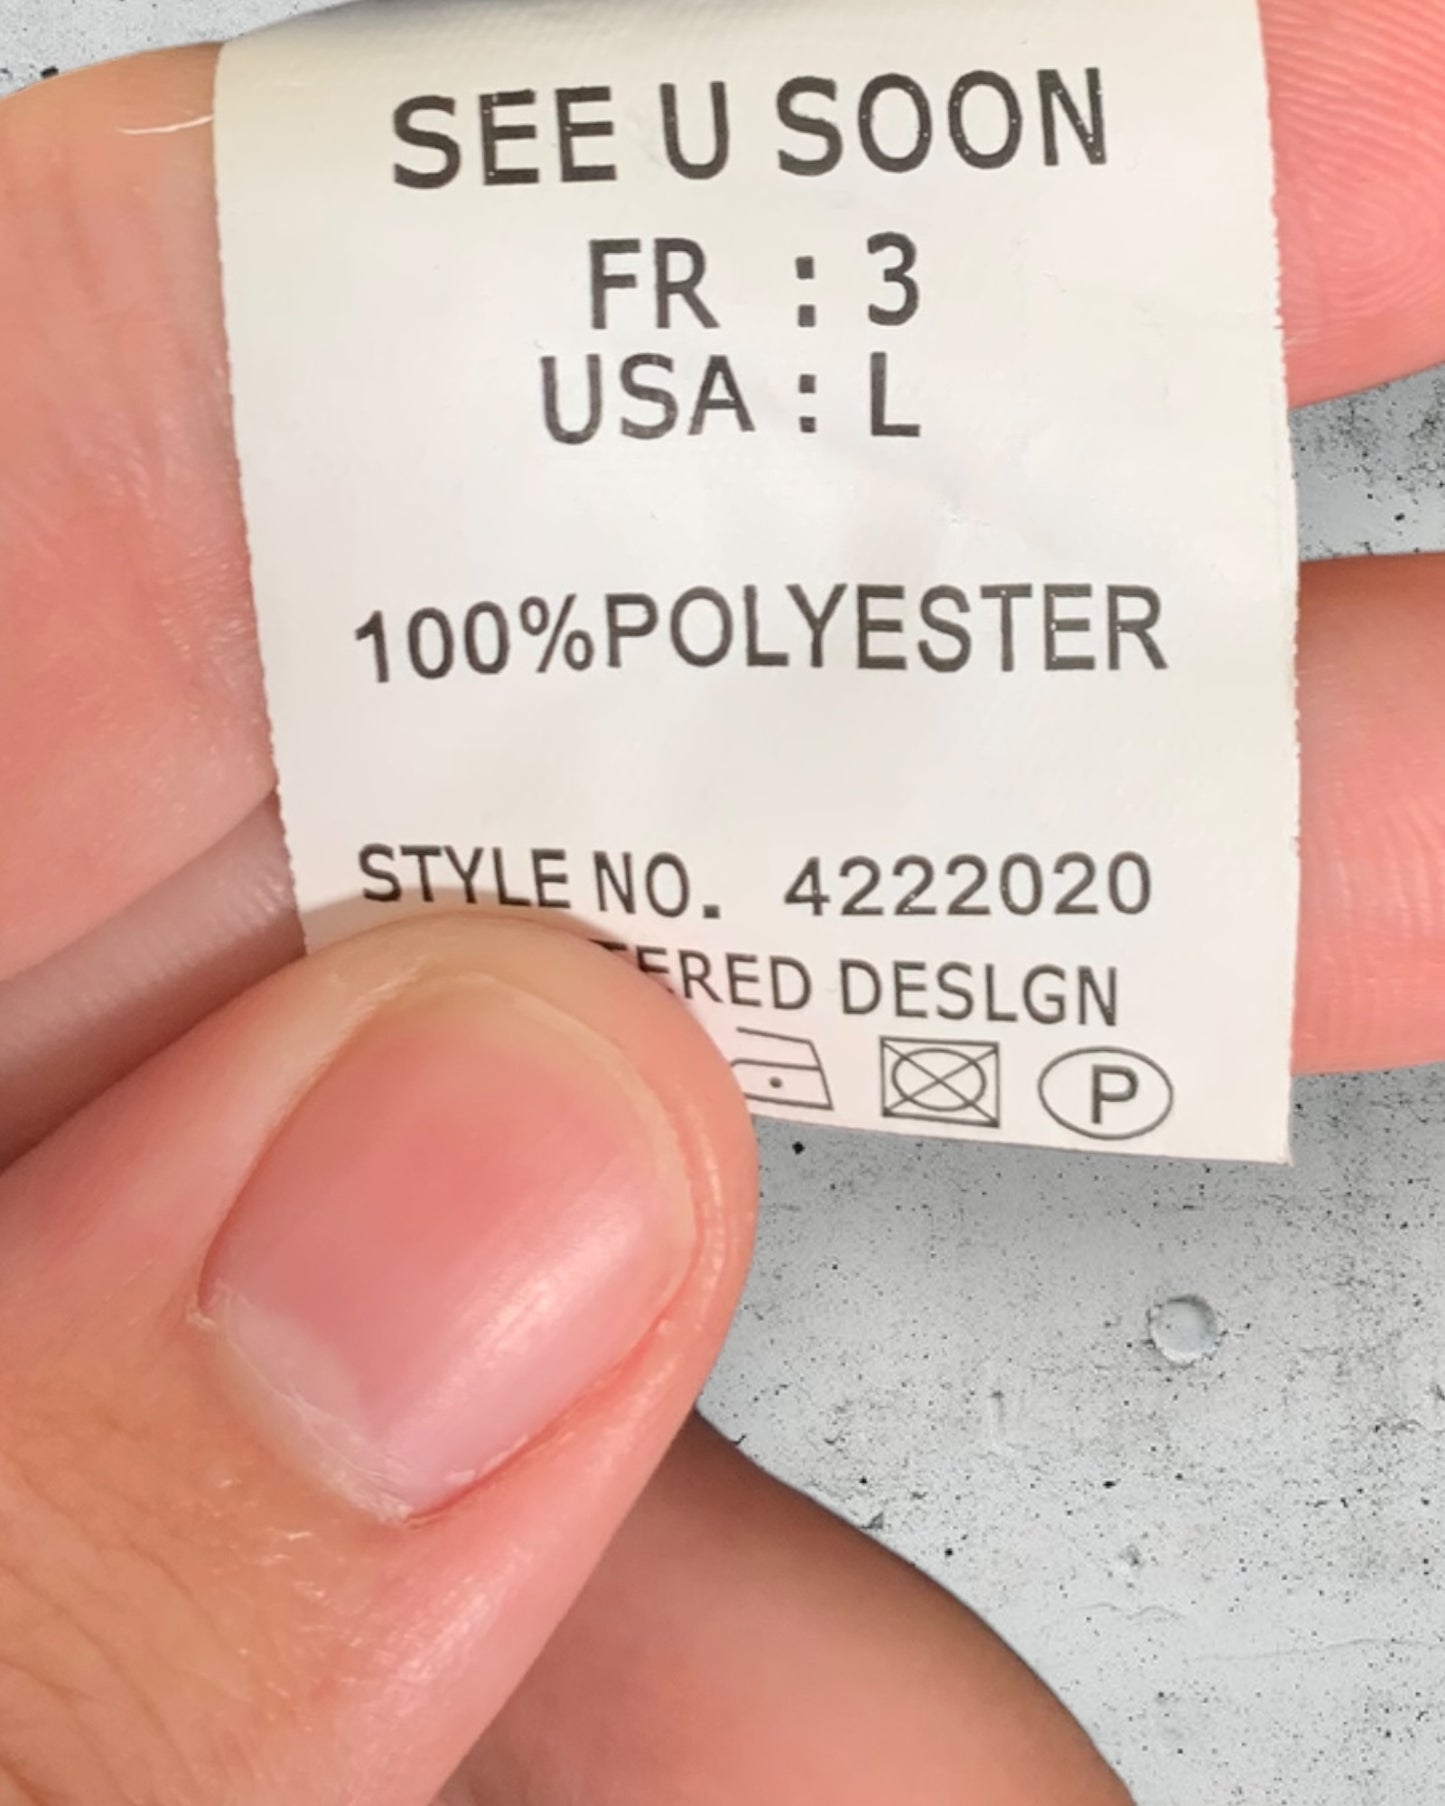 SEE U SOON
FR : 3
USA : L
100%POLYESTER
STYLE NO. 4222020
DESLGN
P